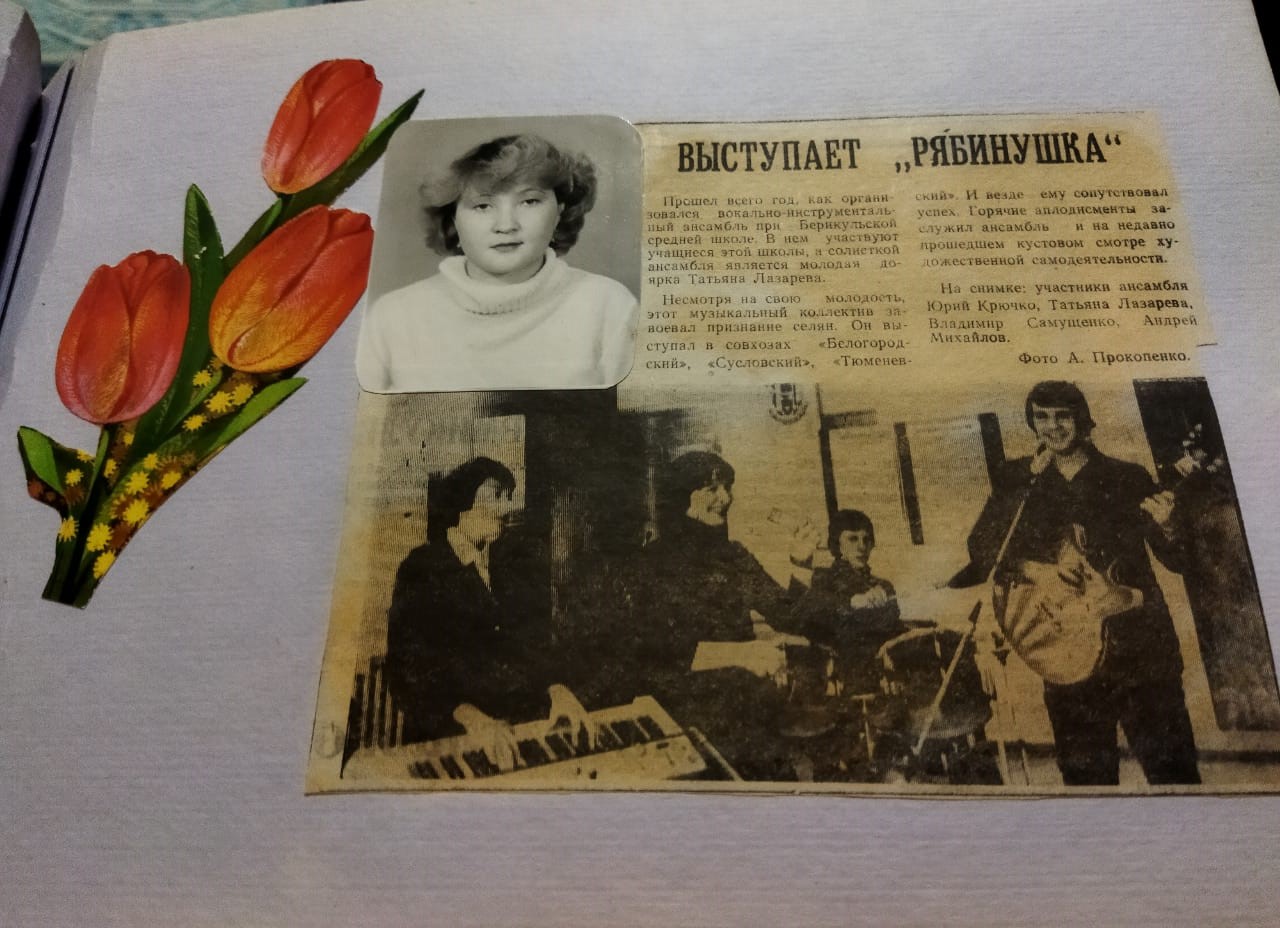 ВЫСТУПАЕТ „РЯБИНУШКА“
Прошел всего год, как органи-
зовался вокально-инструменталь-
ный ансамбль при Берикульской
средней школе. В нем участвуют
учащиеся этой школы, а солисткой
ансамбля является молодая до-
ярка Татьяна Лазарева.
Несмотря на свою молодость,
этот музыкальный коллектив за-
воевал признание селян. Он вы-
ступал в совхозах «Белогород-
ский», «Сусловский», «Тюменев-
ский». И везде ему сопутствовал
успех. Горячие аплодисменты за-
служил ансамбль и на недавно
прошедшем кустовом смотре ху-
дожественной самодеятельности.
На снимке: участники ансамбля
Юрий Крючко, Татьяна Лазарева,
Владимир Самущенко, Андрей
Михайлов.
Фото А. Прокопенко.